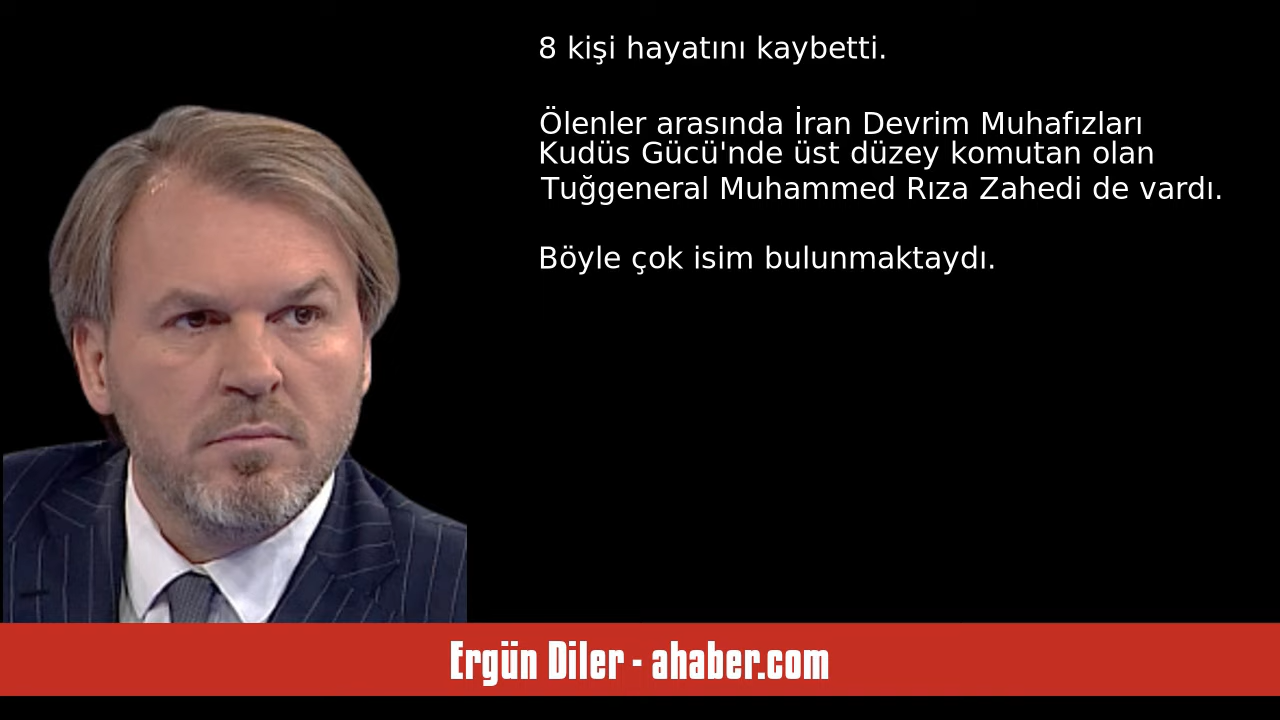 8 kişi hayatını kaybetti.
Ölenler arasında İran Devrim Muhafızları
Kudüs Gücü'nde üst düzey komutan olan
Tuğgeneral Muhammed Rıza Zahedi de vardı.
Böyle çok isim bulunmaktaydı.
Ergün Diler - ahaber.com